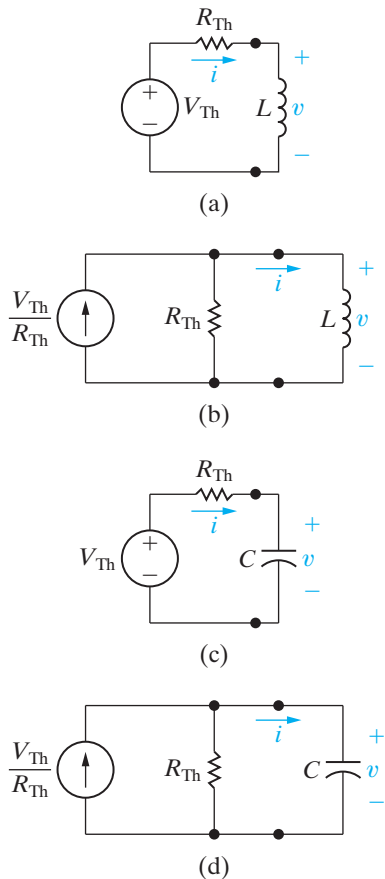 R_Th
+
i
+
−
V_Th
L
v
−
(a)
V_Th
R_Th
R_Th
i
L
v
(b)
R_Th
i
+
V_Th
+
−
C
v
−
(c)
V_Th
R_Th
R_Th
i
C
+
v
−
(d)